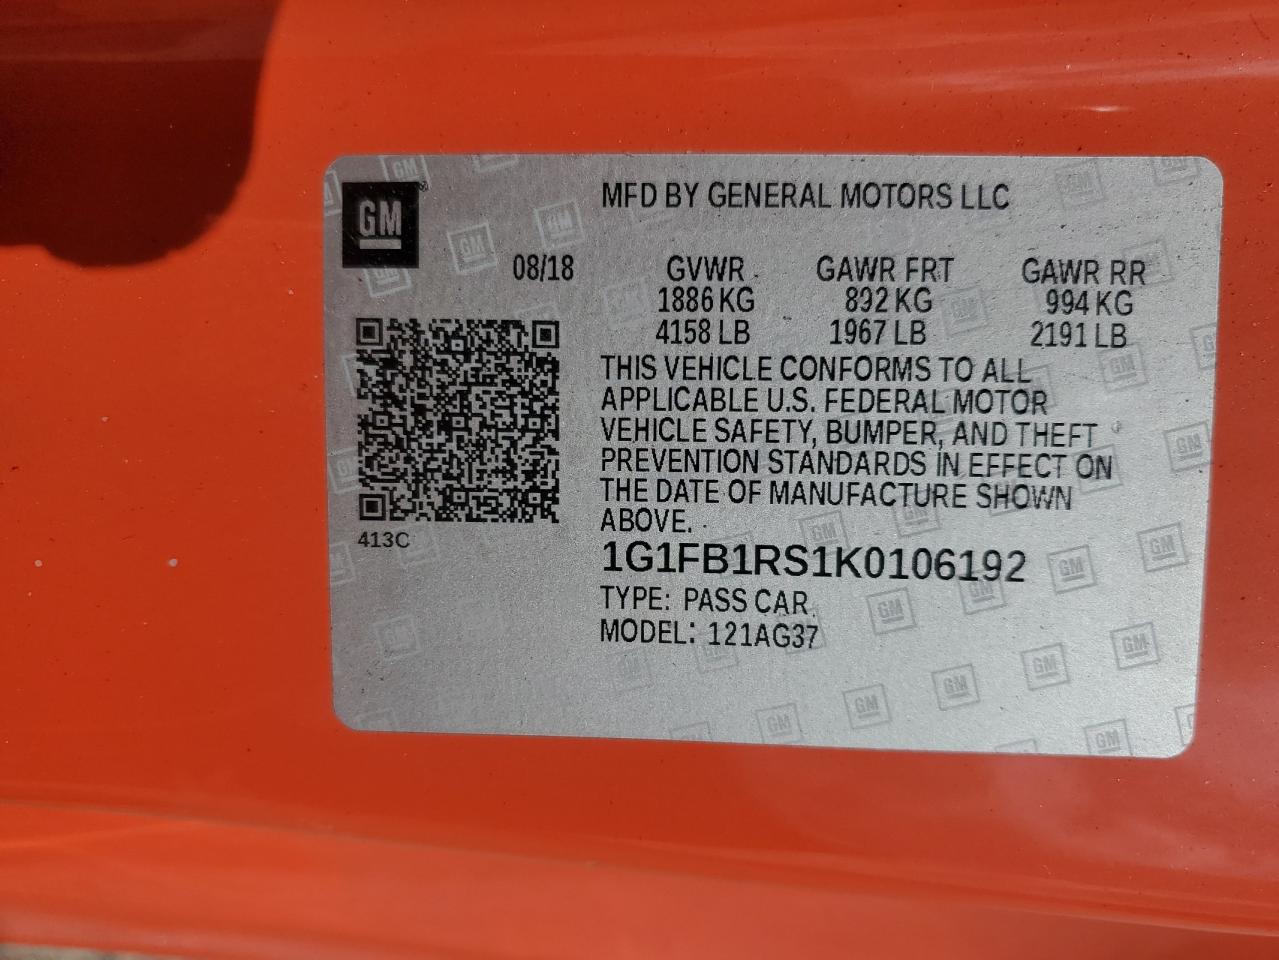 GM
MFD BY GENERAL MOTORS LLC
08/18 GVWR GAWR FRT GAWR RR
1886 KG 892 KG 994 KG
4158 LB 1967 LB 2191 LB
THIS VEHICLE CONFORMS TO ALL
APPLICABLE U.S. FEDERAL MOTOR
VEHICLE SAFETY, BUMPER, AND THEFT
PREVENTION STANDARDS IN EFFECT ON
THE DATE OF MANUFACTURE SHOWN
ABOVE.
413C
1G1FB1RS1K0106192
TYPE: PASS CAR
MODEL: 121AG37